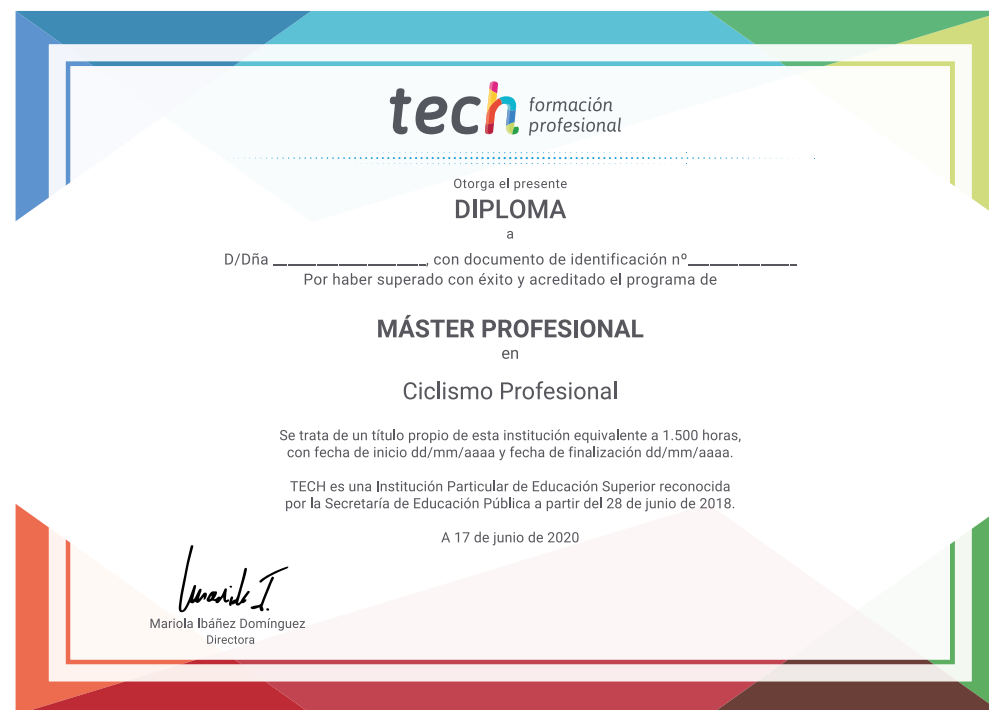 tech formación
profesional
Otorga el presente
DIPLOMA
a
D/Dña ____________________, con documento de identificación nº______________
Por haber superado con éxito y acreditado el programa de
MÁSTER PROFESIONAL
en
Ciclismo Profesional
Se trata de un título propio de esta institución equivalente a 1.500 horas,
con fecha de inicio dd/mm/aaaa y fecha de finalización dd/mm/aaaa.
TECH es una Institución Particular de Educación Superior reconocida
por la Secretaría de Educación Pública a partir del 28 de junio de 2018.
A 17 de junio de 2020
Mariola Ibáñez Domínguez
Directora